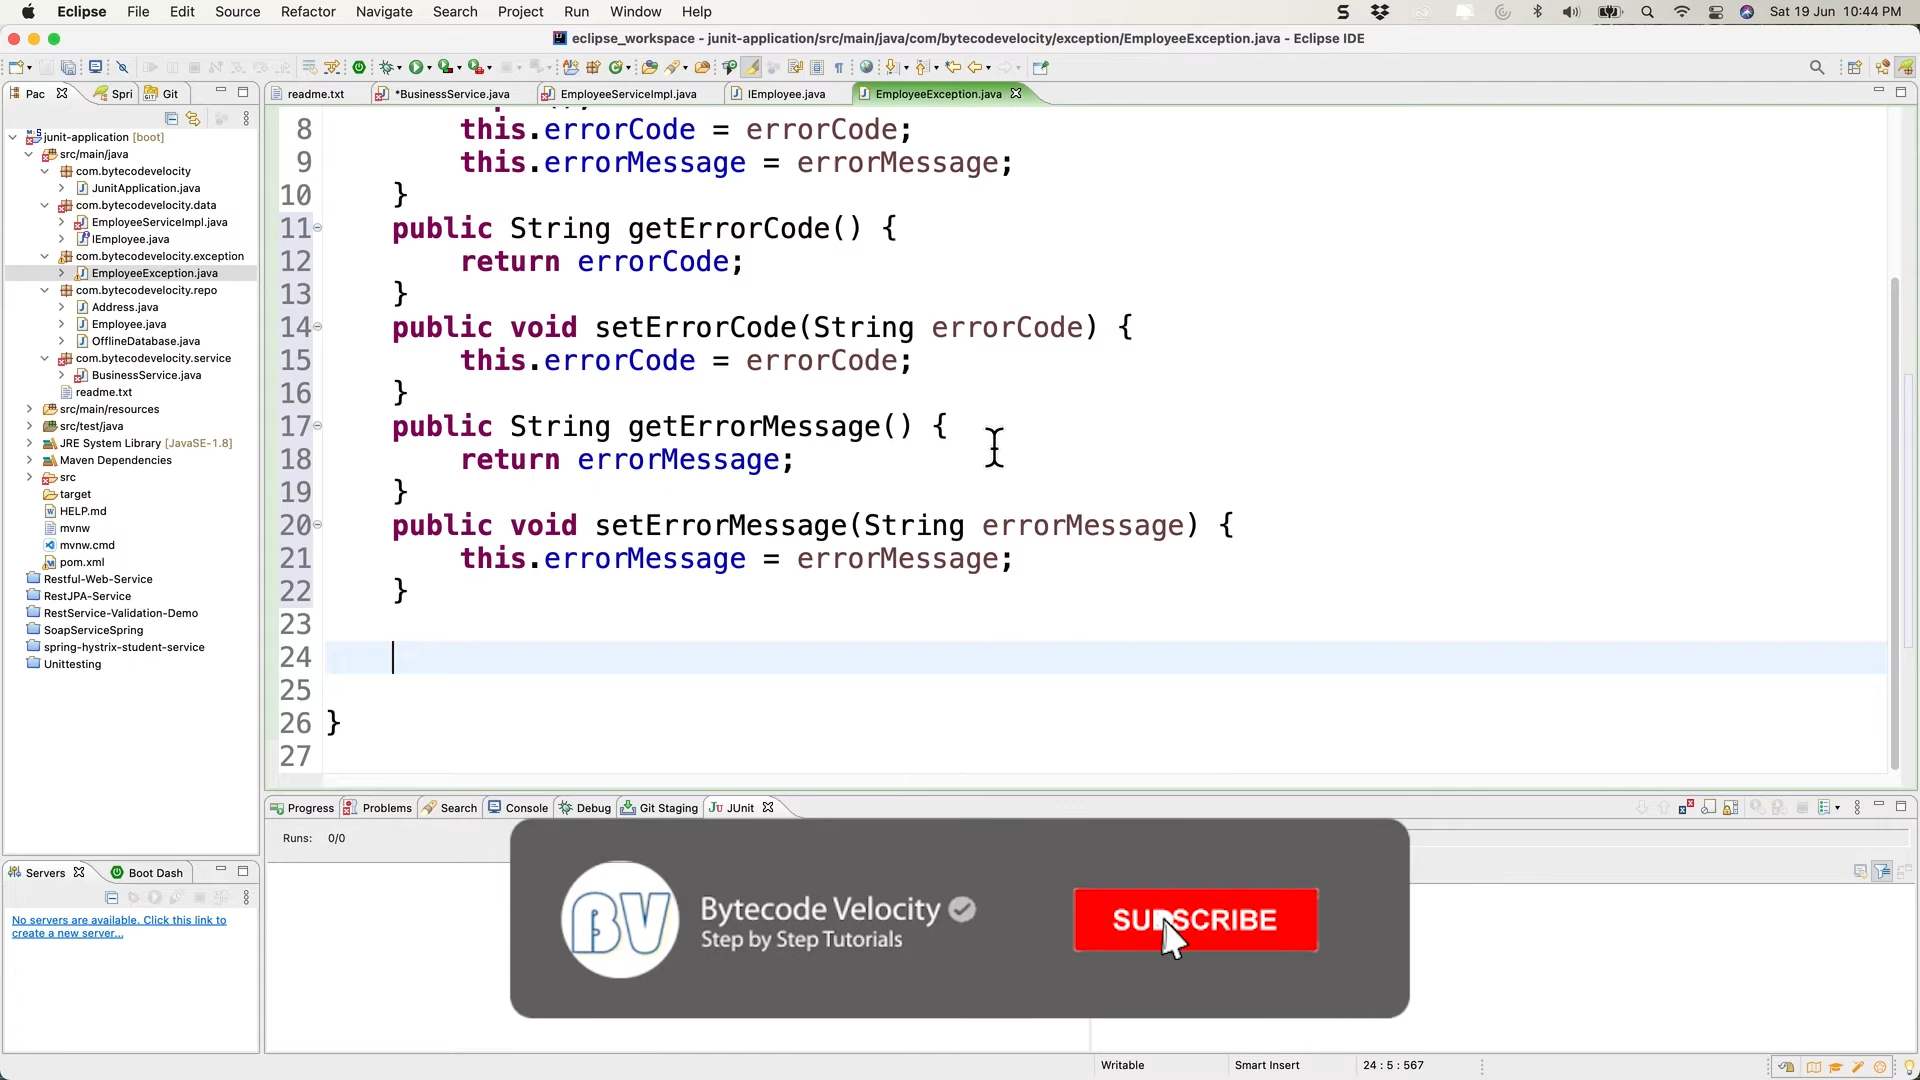 Eclipse File Edit Source Refactor Navigate Search Project Run Window Help Sat 19 Jun 10:44 PM
eclipse_workspace - junit-application/src/main/java/com/bytecodevelocity/exception/EmployeeException.java - Eclipse IDE
Pac Spri Git
readme.txt *BusinessService.java EmployeeServiceImpl.java IEmployee.java EmployeeException.java
junit-application [boot]
src/main/java
com.bytecodevelocity
JunitApplication.java
com.bytecodevelocity.data
EmployeeServiceImpl.java
IEmployee.java
com.bytecodevelocity.exception
EmployeeException.java
com.bytecodevelocity.repo
Address.java
Employee.java
OfflineDatabase.java
com.bytecodevelocity.service
BusinessService.java
readme.txt
src/main/resources
src/test/java
JRE System Library [JavaSE-1.8]
Maven Dependencies
src
target
HELP.md
mvnw
mvnw.cmd
pom.xml
Restful-Web-Service
RestJPA-Service
RestService-Validation-Demo
SoapServiceSpring
spring-hystrix-student-service
Unittesting
8 this.errorCode = errorCode;
9 this.errorMessage = errorMessage;
10 }
11 public String getErrorCode() {
12 return errorCode;
13 }
14 public void setErrorCode(String errorCode) {
15 this.errorCode = errorCode;
16 }
17 public String getErrorMessage() {
18 return errorMessage;
19 }
20 public void setErrorMessage(String errorMessage) {
21 this.errorMessage = errorMessage;
22 }
23
24
25
26 }
27
Progress Problems Search Console Debug Git Staging JUnit
Runs: 0/0
Servers Boot Dash
No servers are available. Click this link to
create a new server...
BV
Bytecode Velocity
Step by Step Tutorials
SUBSCRIBE
Writable Smart Insert 24 : 5 : 567